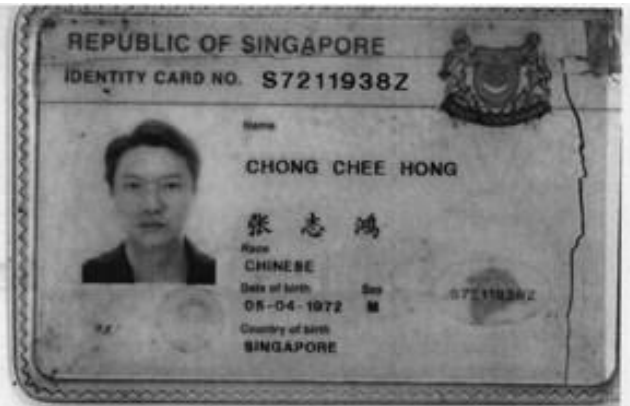 REPUBLIC OF SINGAPORE
IDENTITY CARD NO. S7211938Z
Name
CHONG CHEE HONG
张志鸿
Race
CHINESE
Date of birth Sex
05-04-1972 M
S7211938Z
Country of birth
SINGAPORE